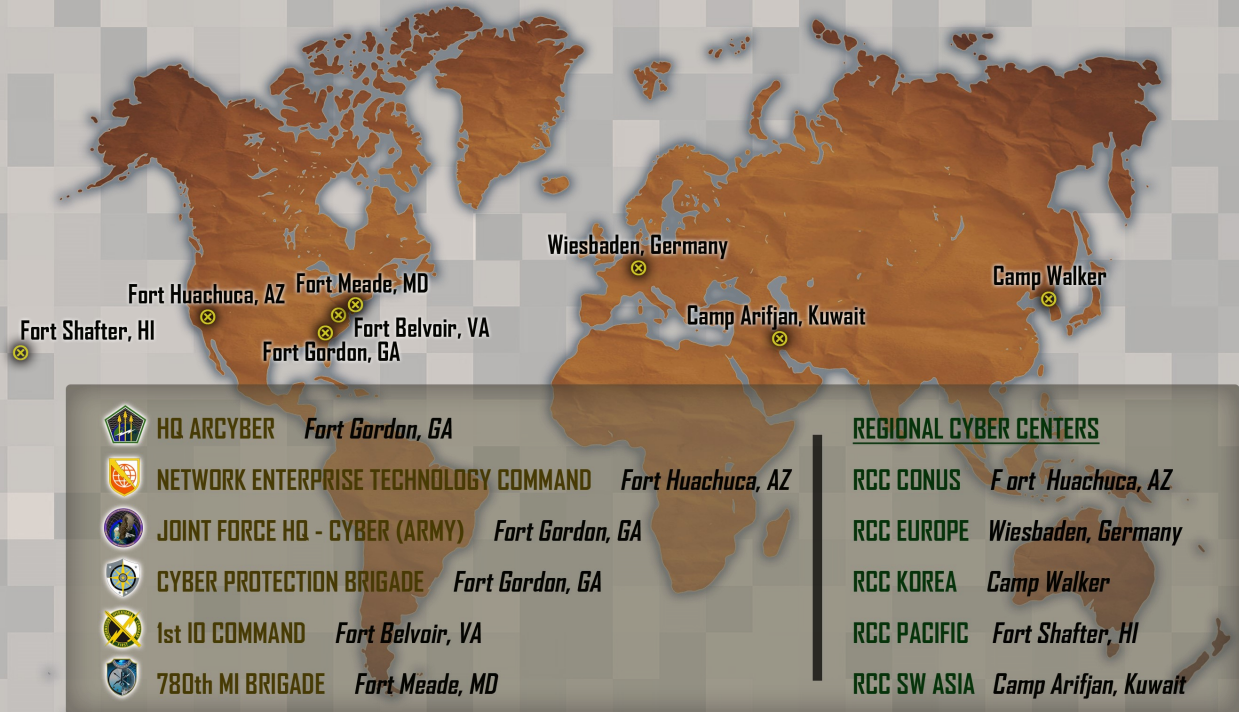 Wiesbaden, Germany
Camp Walker
Fort Meade, MD
Fort Huachuca, AZ
Camp Arifjan, Kuwait
Fort Shafter, HI
Fort Belvoir, VA
Fort Gordon, GA
HQ ARCYBER Fort Gordon, GA
NETWORK ENTERPRISE TECHNOLOGY COMMAND Fort Huachuca, AZ
JOINT FORCE HQ - CYBER (ARMY) Fort Gordon, GA
CYBER PROTECTION BRIGADE Fort Gordon, GA
1st IO COMMAND Fort Belvoir, VA
780th MI BRIGADE Fort Meade, MD
REGIONAL CYBER CENTERS
RCC CONUS F ort Huachuca, AZ
RCC EUROPE Wiesbaden, Germany
RCC KOREA Camp Walker
RCC PACIFIC Fort Shafter, HI
RCC SW ASIA Camp Arifjan, Kuwait